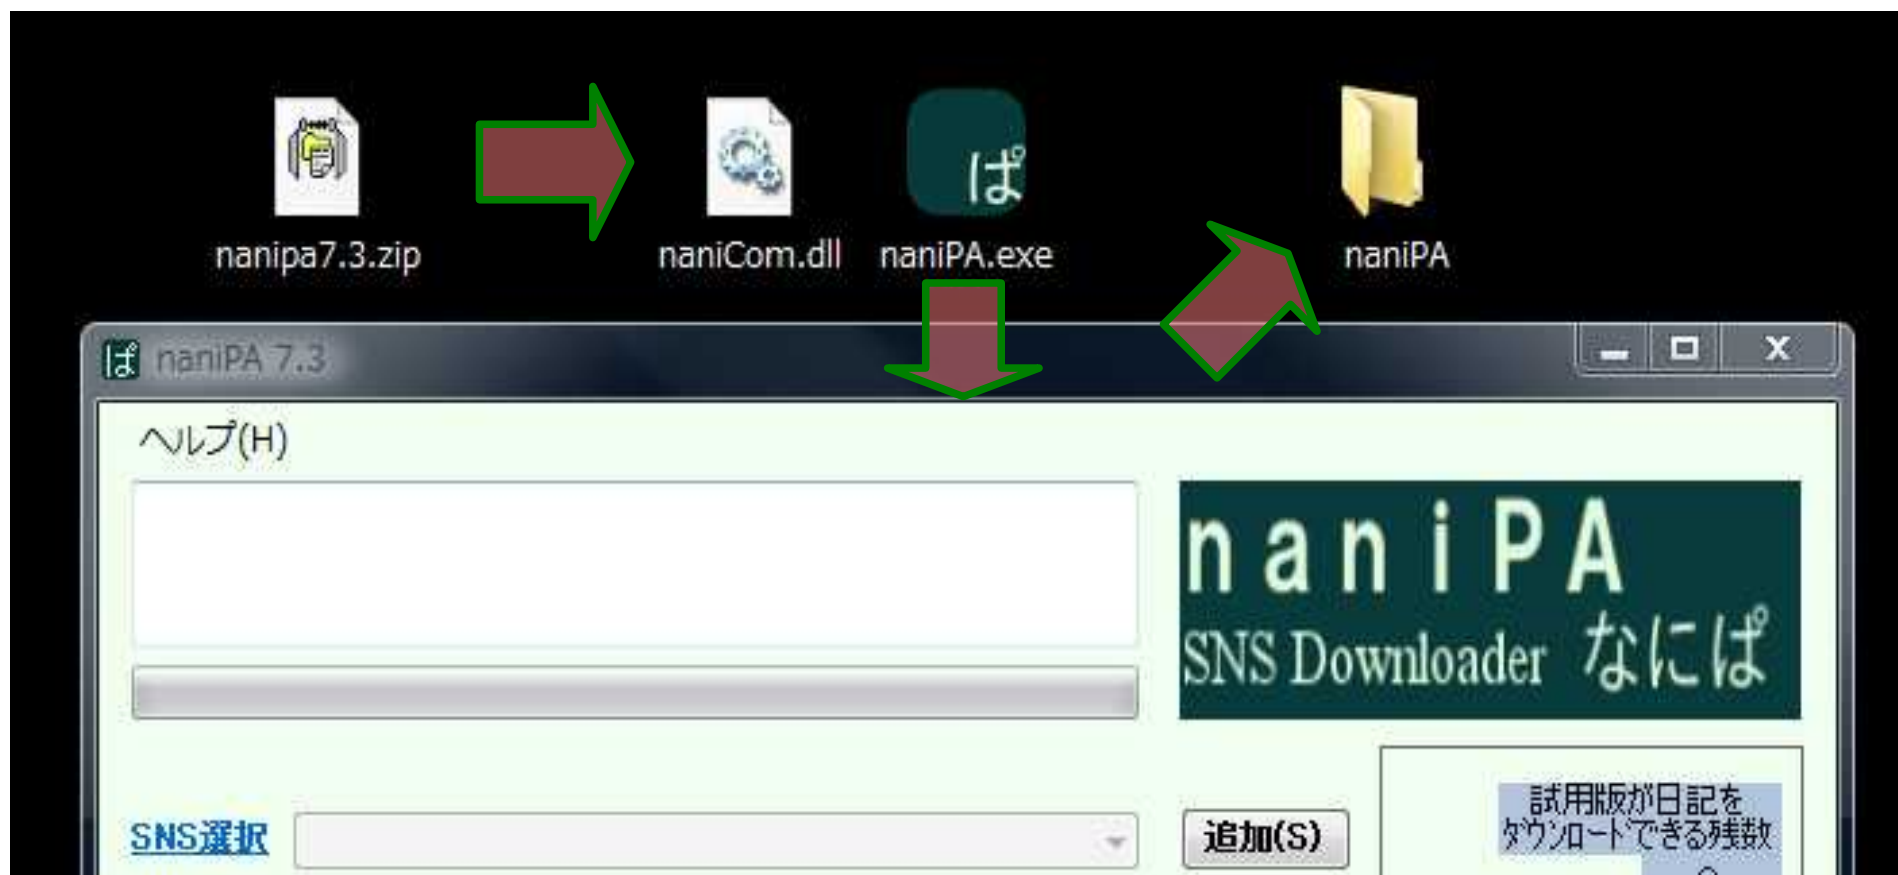 nanipa7.3.zip
naniCom.dll
naniPA.exe
naniPA
ぱ
ぱ naniPA 7.3
ヘルプ(H)
naniPA
SNS Downloader なにぱ
SNS選択
追加(S)
試用版が日記を
ダウンロードできる残数